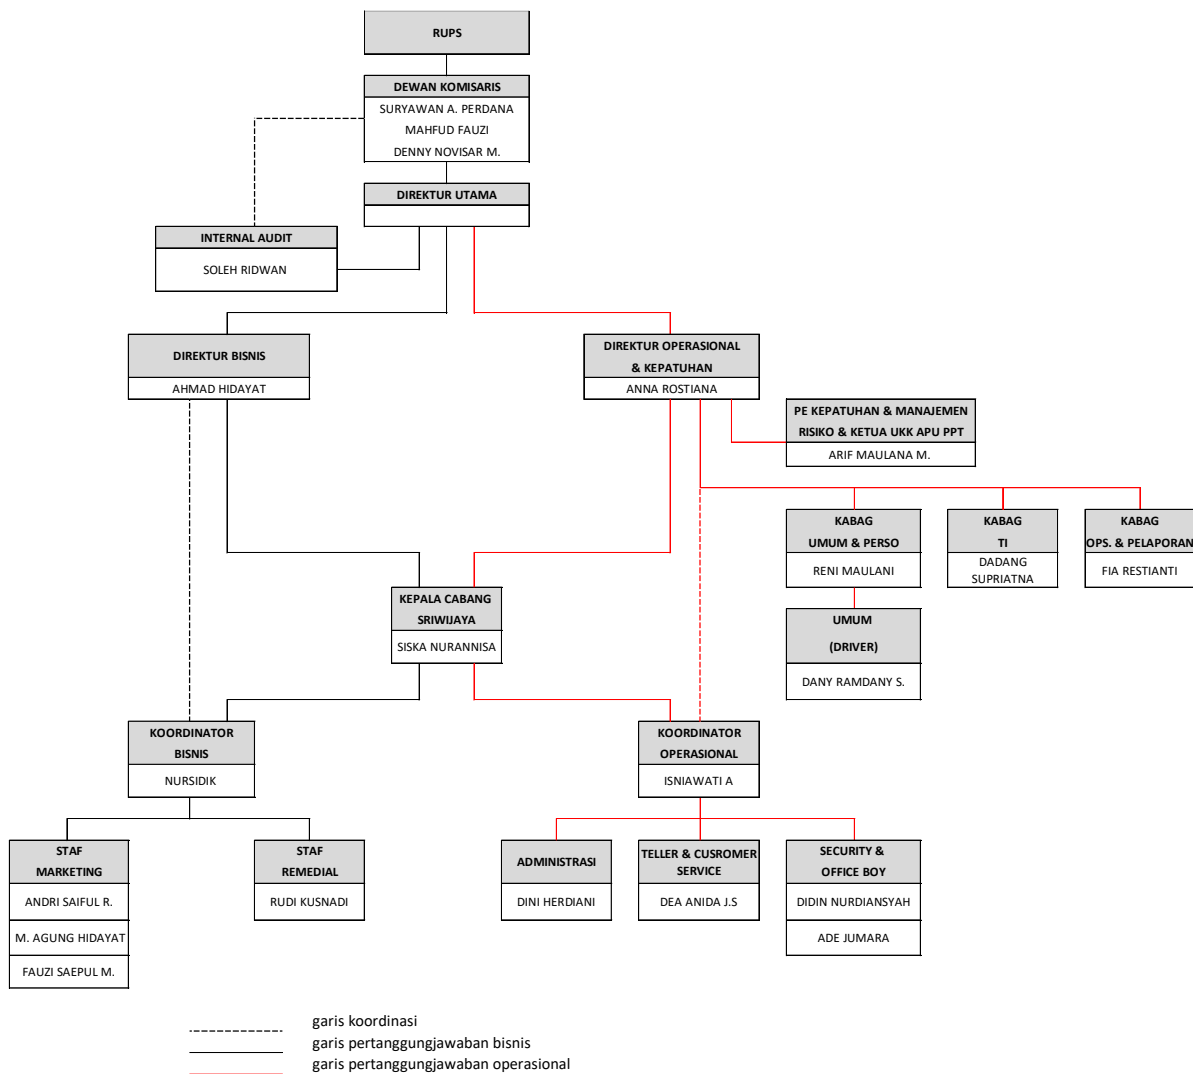 RUPS
DEWAN KOMISARIS
SURYAWAN A. PERDANA
MAHFUD FAUZI
DENNY NOVISAR M.
DIREKTUR UTAMA
INTERNAL AUDIT
SOLEH RIDWAN
DIREKTUR BISNIS
AHMAD HIDAYAT
DIREKTUR OPERASIONAL
& KEPATUHAN
ANNA ROSTIANA
PE KEPATUHAN & MANAJEMEN
RISIKO & KETUA UKK APU PPT
ARIF MAULANA M.
KABAG
UMUM & PERSO
RENI MAULANI
KABAG
TI
DADANG
SUPRIATNA
KABAG
OPS. & PELAPORAN
FIA RESTIANTI
UMUM
(DRIVER)
DANY RAMDANY S.
KEPALA CABANG
SRIWIJAYA
SISKA NURANNISA
KOORDINATOR
BISNIS
NURSIDIK
KOORDINATOR
OPERASIONAL
ISNIAWATI A
STAF
MARKETING
ANDRI SAIFUL R.
M. AGUNG HIDAYAT
FAUZI SAEPUL M.
STAF
REMEDIAL
RUDI KUSNADI
ADMINISTRASI
DINI HERDIANI
TELLER & CUSROMER
SERVICE
DEA ANIDA J.S
SECURITY &
OFFICE BOY
DIDIN NURDIANSYAH
ADE JUMARA
garis koordinasi
garis pertanggungjawaban bisnis
garis pertanggungjawaban operasional